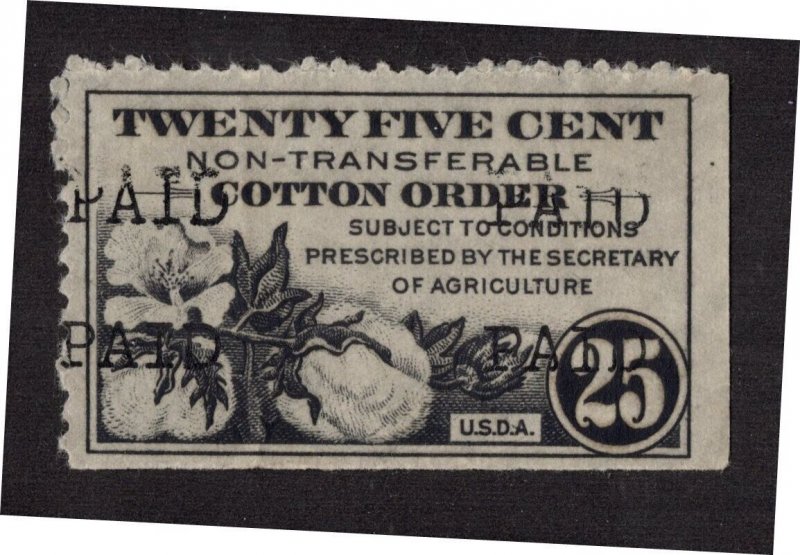 TWENTY FIVE CENT
NON-TRANSFERABLE
PAID COTTON ORDER PAID
SUBJECT TO CONDITIONS
PRESCRIBED BY THE SECRETARY
OF AGRICULTURE
PAID PAID
25
U.S.D.A.